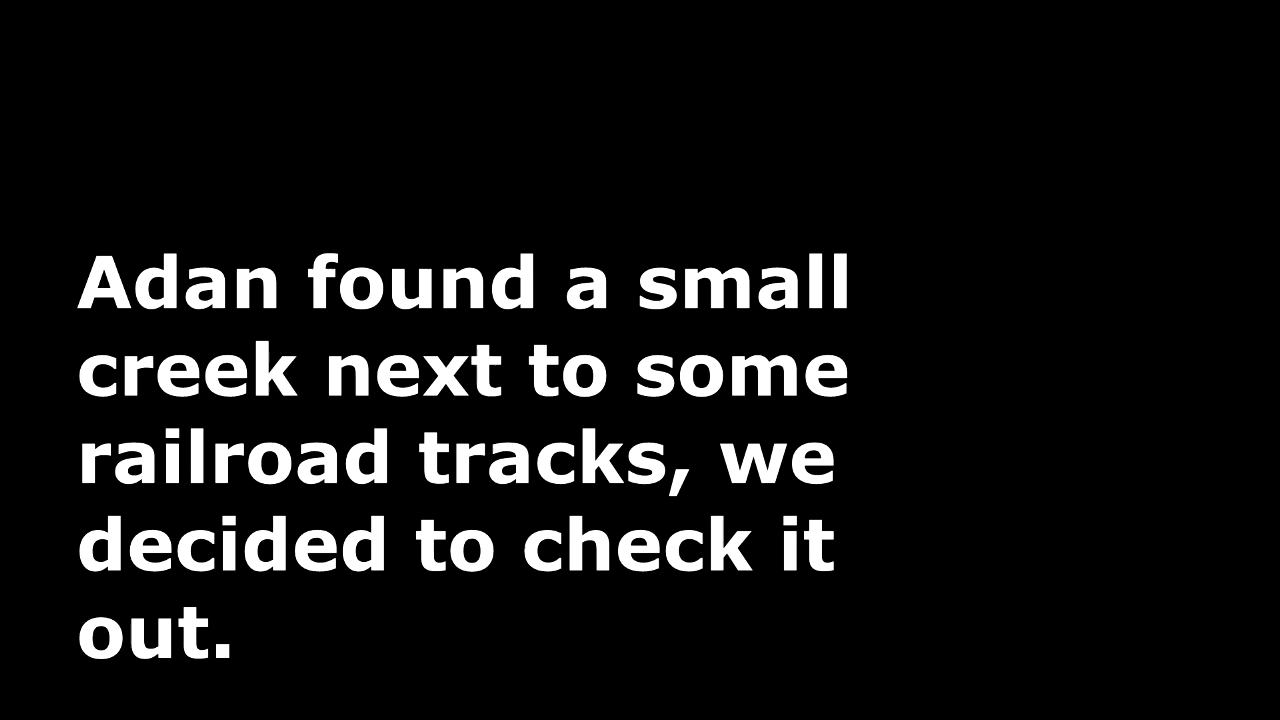 Adan found a small
creek next to some
railroad tracks, we
decided to check it
out.